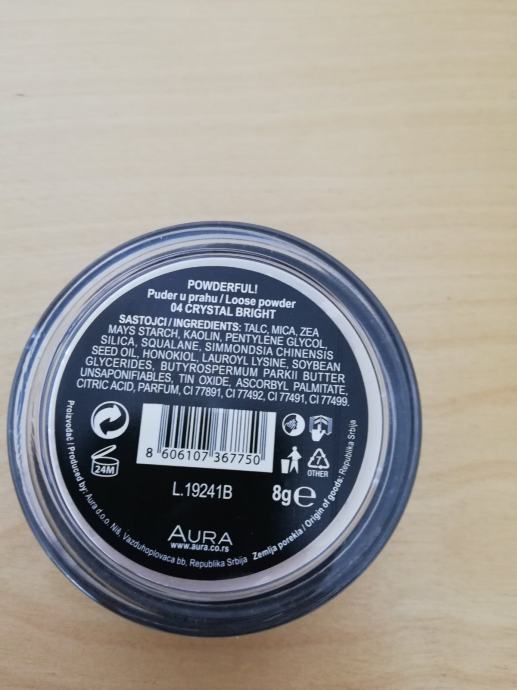 POWDERFUL!
Puder u prahu / Loose powder
04 CRYSTAL BRIGHT
SASTOJCI / INGREDIENTS: TALC, MICA, ZEA
MAYS STARCH, KAOLIN, PENTYLENE GLYCOL,
SILICA, SQUALANE, SIMMONDSIA CHINENSIS
SEED OIL, HONOKIOL, LAUROYL LYSINE, SOYBEAN
GLYCERIDES, BUTYROSPERMUM PARKII BUTTER
UNSAPONIFIABLES, TIN OXIDE, ASCORBYL PALMITATE,
CITRIC ACID, PARFUM, CI 77891, CI 77492, CI 77491, CI 77499.
24M
8 606107 367750
7
OTHER
L.19241B
8g e
AURA
www.aura.co.rs
Proizvođač / Produced by: Aura d.o.o. Niš, Vazduhoplovaca bb, Republika Srbija
Zemlja porekla / Origin of goods: Republika Srbija